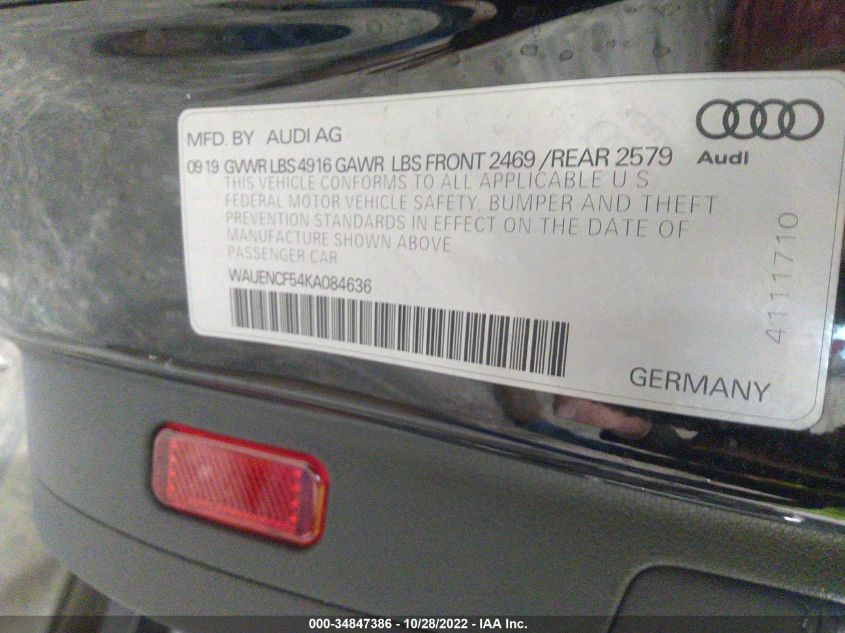 MFD. BY AUDI AG
Audi
09 19 GVWR LBS 4916 GAWR LBS FRONT 2469 /REAR 2579
THIS VEHICLE CONFORMS TO ALL APPLICABLE U S
FEDERAL MOTOR VEHICLE SAFETY, BUMPER AND THEFT
PREVENTION STANDARDS IN EFFECT ON THE DATE OF
MANUFACTURE SHOWN ABOVE
PASSENGER CAR
WAUENCF54KA084636
4111710
GERMANY
000-34847386 - 10/28/2022 - IAA Inc.